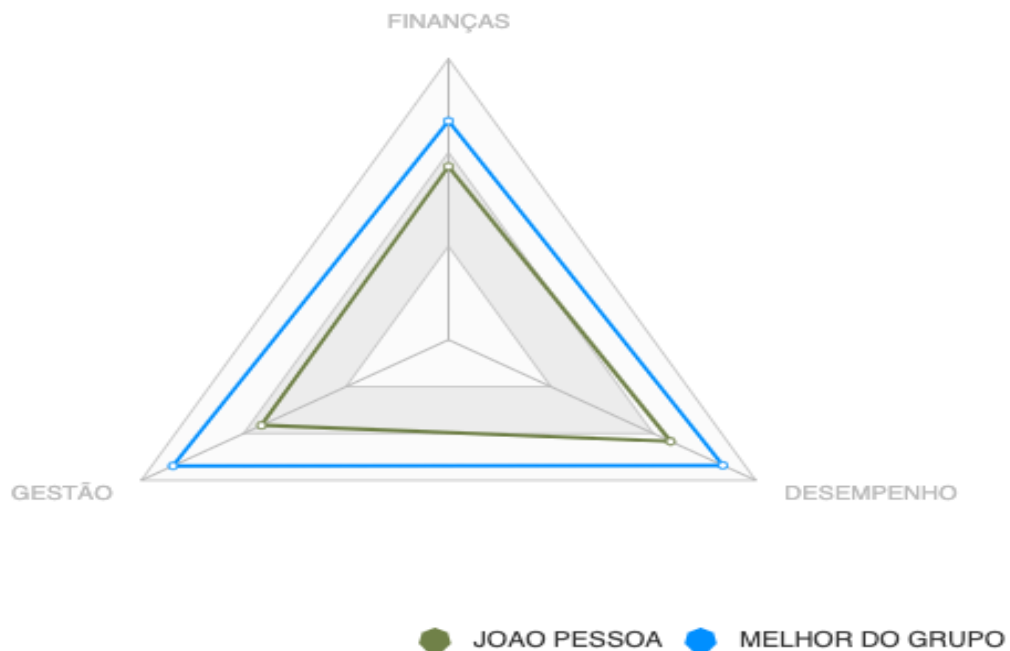 FINANÇAS
GESTÃO
DESEMPENHO
JOAO PESSOA
MELHOR DO GRUPO